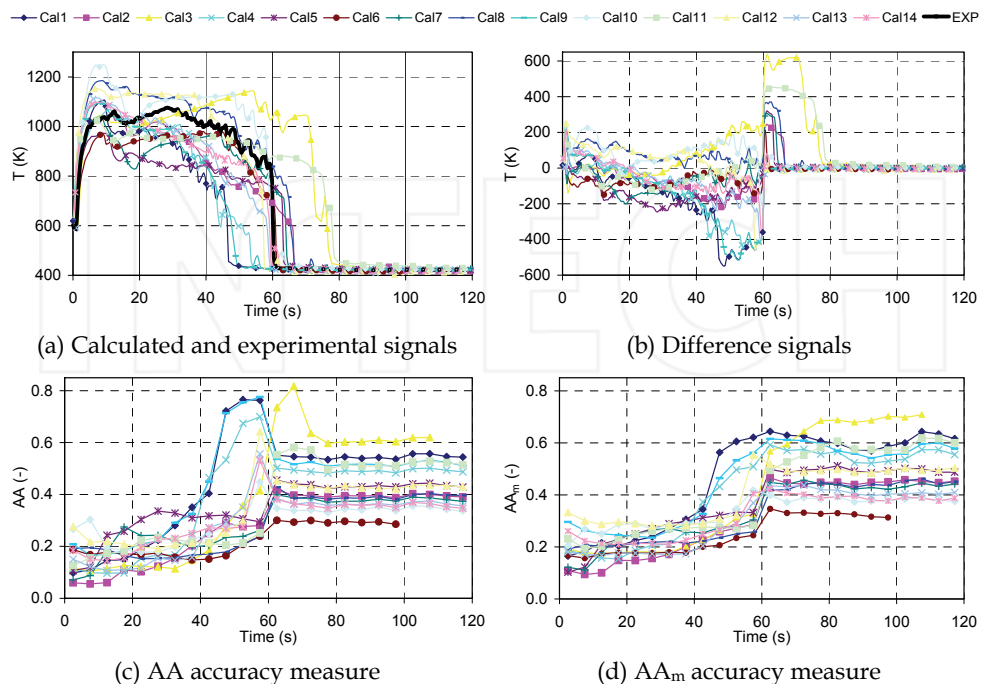 Cal1 Cal2 Cal3 Cal4 Cal5 Cal6 Cal7 Cal8 Cal9 Cal10 Cal11 Cal12 Cal13 Cal14 EXP
T (K)
1200
1000
800
600
400
0 20 40 60 80 100 120
Time (s)
(a) Calculated and experimental signals
T (K)
600
400
200
0
-200
-400
-600
0 20 40 60 80 100 120
Time (s)
(b) Difference signals
AA (-)
0.8
0.6
0.4
0.2
0.0
0 20 40 60 80 100 120
Time (s)
(c) AA accuracy measure
AAm (-)
0.8
0.6
0.4
0.2
0.0
0 20 40 60 80 100 120
Time (s)
(d) AAm accuracy measure
INTECH